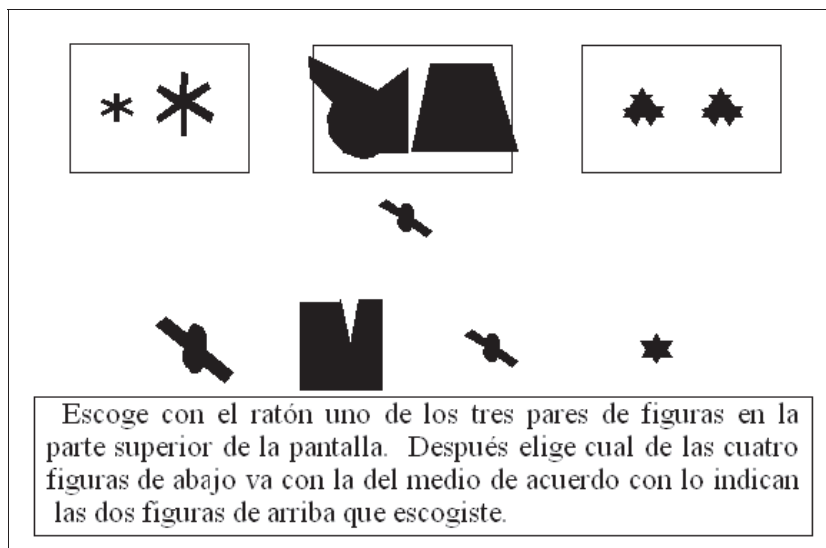 Escoge con el ratón uno de los tres pares de figuras en la
parte superior de la pantalla. Después elige cual de las cuatro
figuras de abajo va con la del medio de acuerdo con lo indican
las dos figuras de arriba que escogiste.